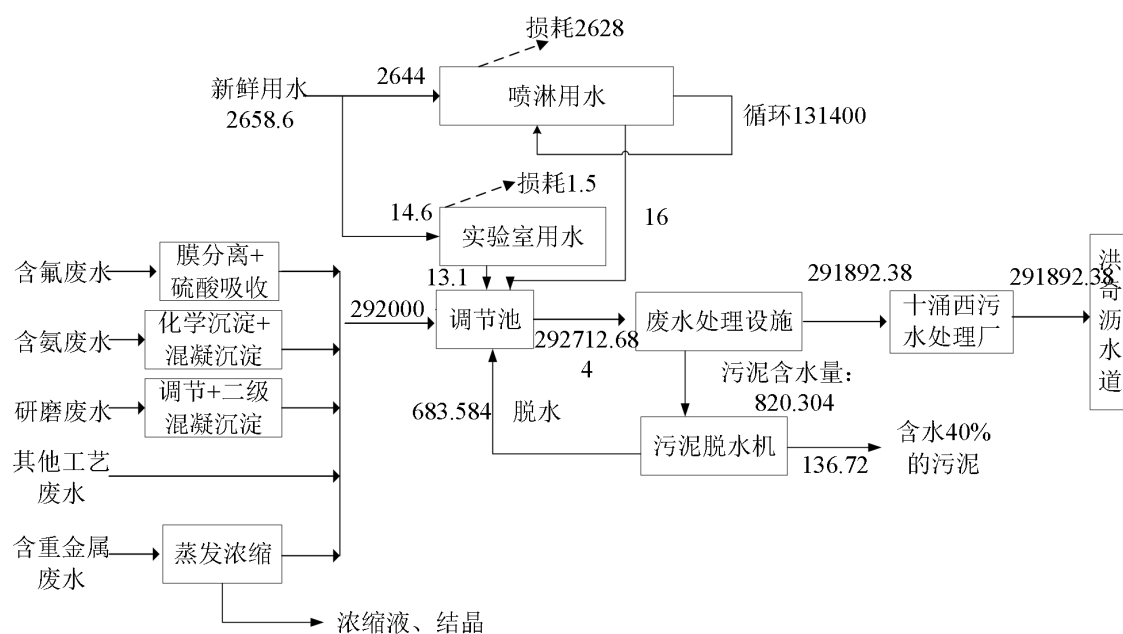 损耗2628
新鲜用水
2658.6
2644
喷淋用水
循环131400
损耗1.5
14.6
实验室用水
16
13.1
含氟废水
膜分离+
硫酸吸收
含氨废水
化学沉淀+
混凝沉淀
研磨废水
调节+二级
混凝沉淀
其他工艺
废水
含重金属
废水
蒸发浓缩
浓缩液、结晶
292000
调节池
292712.68
4
废水处理设施
291892.38
十涌西污
水处理厂
291892.38
洪
奇
沥
水
道
污泥含水量：
820.304
683.584
脱水
污泥脱水机
136.72
含水40%
的污泥